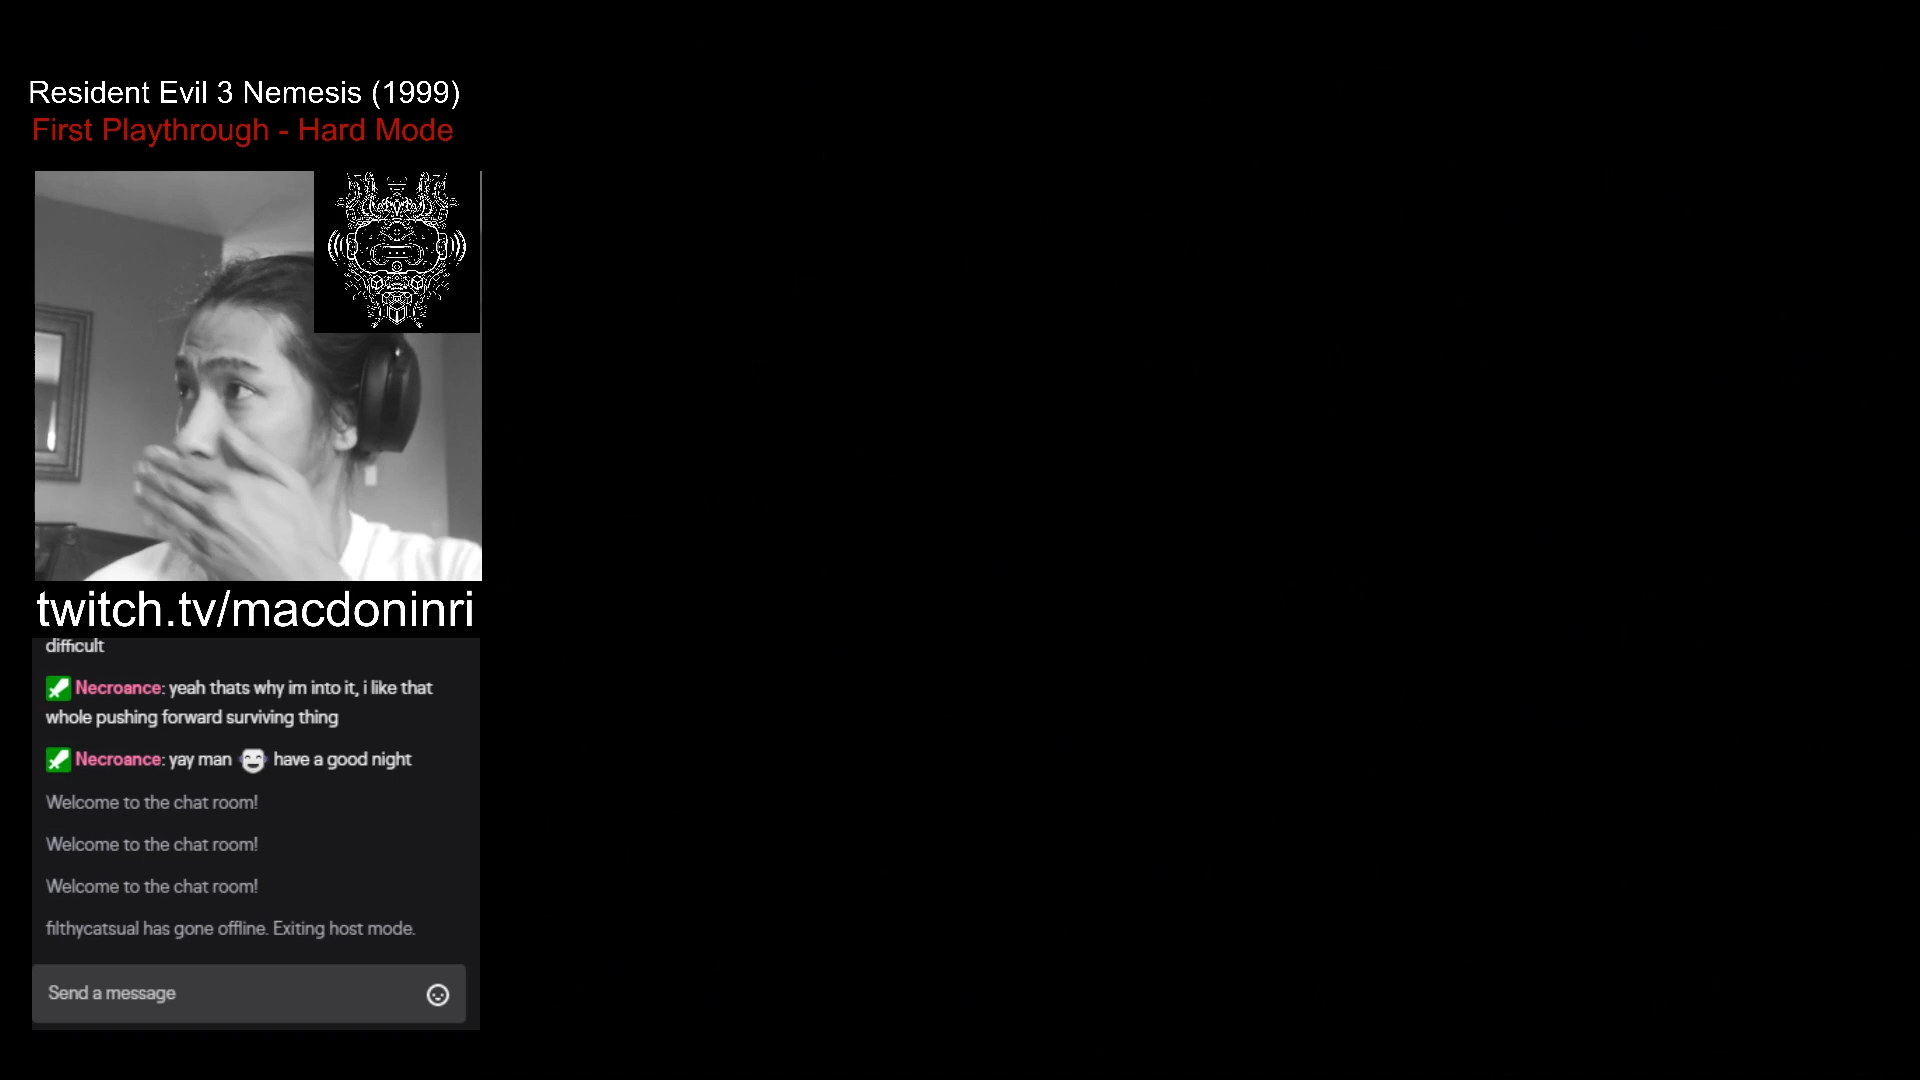 Resident Evil 3 Nemesis (1999)
First Playthrough - Hard Mode
twitch.tv/macdoninri
difficult
Necroance: yeah thats why im into it, i like that
whole pushing forward surviving thing
Necroance: yay man have a good night
Welcome to the chat room!
Welcome to the chat room!
Welcome to the chat room!
filthycatsual has gone offline. Exiting host mode.
Send a message